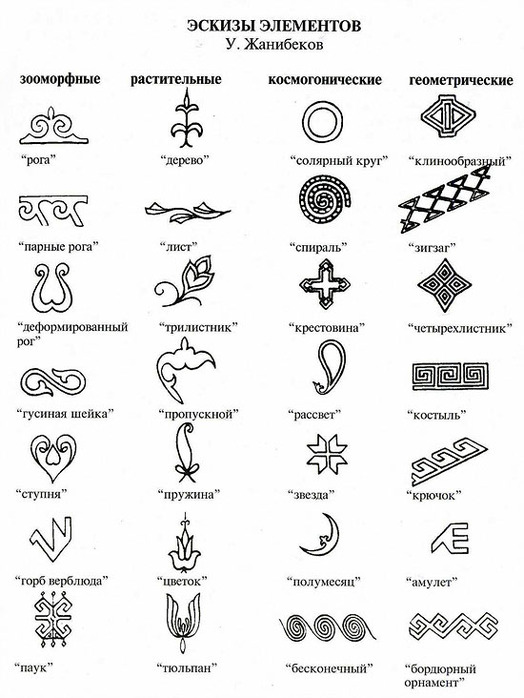 ЭСКИЗЫ ЭЛЕМЕНТОВ
У. Жанибеков
зооморфные растительные космогонические геометрические
“рога” “дерево” “солярный круг” “клинообразный”
“парные рога” “лист” “спираль” “зигзаг”
“деформированный рог” “трилистник” “крестовина” “четырехлистник”
“гусиная шейка” “пропускной” “рассвет” “костыль”
“ступня” “пружина” “звезда” “крючок”
“горб верблюда” “цветок” “полумесяц” “амулет”
“паук” “тюльпан” “бесконечный” “бордюрный орнамент”